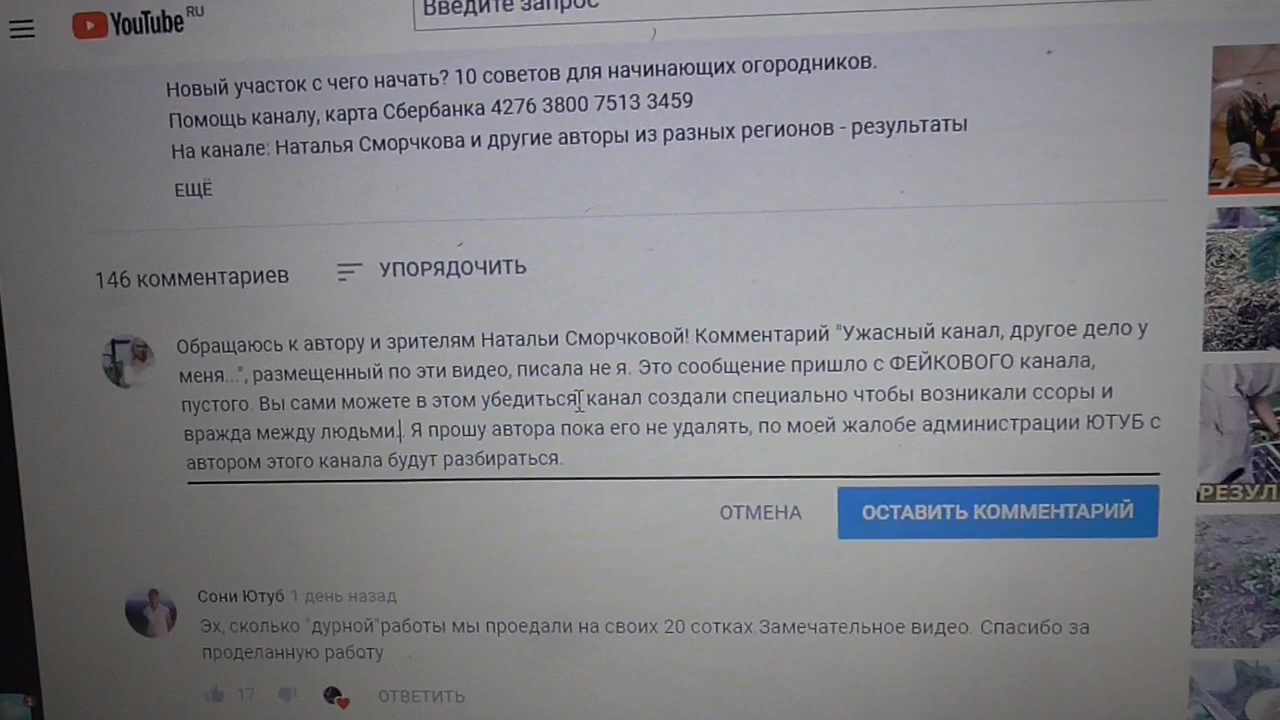 YouTube RU
Введите запрос
Новый участок с чего начать? 10 советов для начинающих огородников.
Помощь каналу, карта Сбербанка 4276 3800 7513 3459
На канале: Наталья Сморчкова и другие авторы из разных регионов - результаты
ЕЩЁ
146 комментариев
УПОРЯДОЧИТЬ
Обращаюсь к автору и зрителям Натальи Сморчковой! Комментарий "Ужасный канал, другое дело у
меня...", размещенный по эти видео, писала не я. Это сообщение пришло с ФЕЙКОВОГО канала,
пустого. Вы сами можете в этом убедиться, канал создали специально чтобы возникали ссоры и
вражда между людьми. Я прошу автора пока его не удалять, по моей жалобе администрации ЮТУБ с
автором этого канала будут разбираться.
ОТМЕНА
ОСТАВИТЬ КОММЕНТАРИЙ
Сони Ютуб 1 день назад
Эх, сколько "дурной"работы мы проедали на своих 20 сотках.Замечательное видео. Спасибо за
проделанную работу
17
ОТВЕТИТЬ
РЕЗУЛ